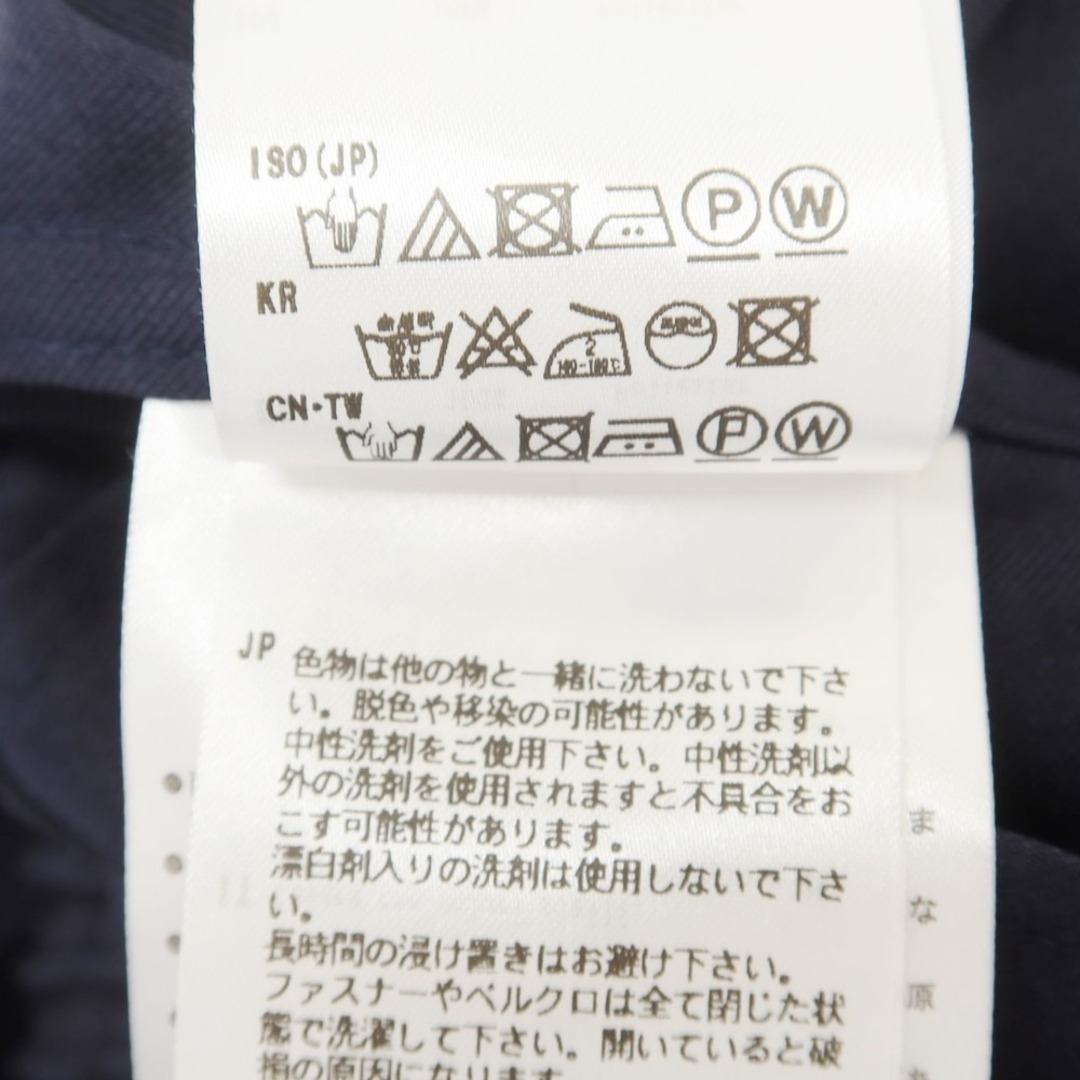 ISO(JP)
P W
KR
2
CN·TW
P W
JP 色物は他の物と一緒に洗わないで下さ
い。脱色や移染の可能性があります。
中性洗剤をご使用下さい。中性洗剤以
外の洗剤を使用されますと不具合をお
こす可能性があります。
漂白剤入りの洗剤は使用しないで下さ
い。
長時間の浸け置きはお避け下さい。
ファスナーやベルクロは全て閉じた状
態で洗濯して下さい。開いていると破
損の原因になります
ま
な
原